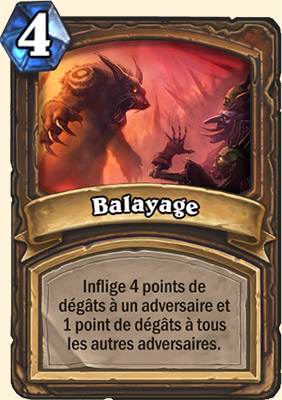 4
Balayage
Inflige 4 points de
dégâts à un adversaire et
1 point de dégâts à tous
les autres adversaires.